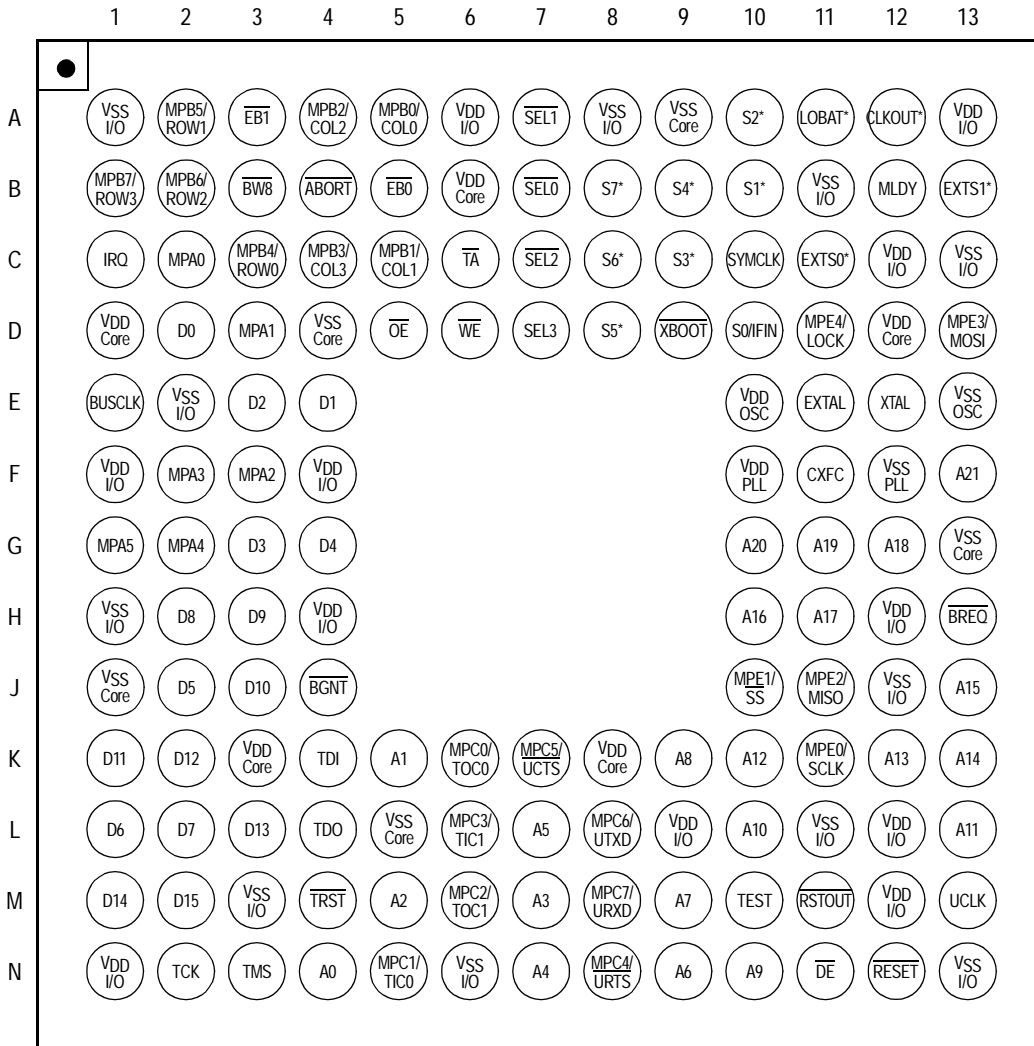 1 2 3 4 5 6 7 8 9 10 11 12 13
A VSS I/O MPB5/ROW1 EB1 MPB2/COL2 MPB0/COL0 VDD I/O SEL1 VSS I/O VSS Core S2* LOBAT* CLKOUT* VDD I/O
B MPB7/ROW3 MPB6/ROW2 BW8 ABORT EB0 VDD Core SEL0 S7* S4* S1* VSS I/O MLDY EXTS1*
C IRQ MPA0 MPB4/ROW0 MPB3/COL3 MPB1/COL1 TA SEL2 S6* S3* SYMCLK EXTS0* VDD I/O VSS I/O
D VDD Core D0 MPA1 VSS Core OE WE SEL3 S5* XBOOT S0/IFIN MPE4/LOCK VDD Core MPE3/MOSI
E BUSCLK VSS I/O D2 D1 VDD OSC EXTAL XTAL VSS OSC
F VDD I/O MPA3 MPA2 VDD I/O VDD PLL CXFC VSS PLL A21
G MPA5 MPA4 D3 D4 A20 A19 A18 VSS Core
H VSS I/O D8 D9 VDD I/O A16 A17 VDD I/O BREQ
J VSS Core D5 D10 BGNT MPE1/SS MPE2/MISO VSS I/O A15
K D11 D12 VDD Core TDI A1 MPC0/TOC0 MPC5/UCTS VDD Core A8 A12 MPE0/SCLK A13 A14
L D6 D7 D13 TDO VSS Core MPC3/TIC1 A5 MPC6/UTXD VDD I/O A10 VSS I/O VDD I/O A11
M D14 D15 VSS I/O TRST A2 MPC2/TOC1 A3 MPC7/URXD A7 TEST RSTOUT VDD I/O UCLK
N VDD I/O TCK TMS A0 MPC1/TIC0 VSS I/O A4 MPC4/URTS A6 A9 DE RESET VSS I/O